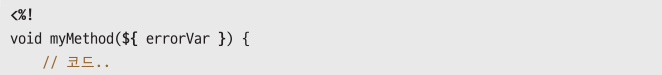 <%!
void myMethod(${ errorVar }) {
    // 코드..